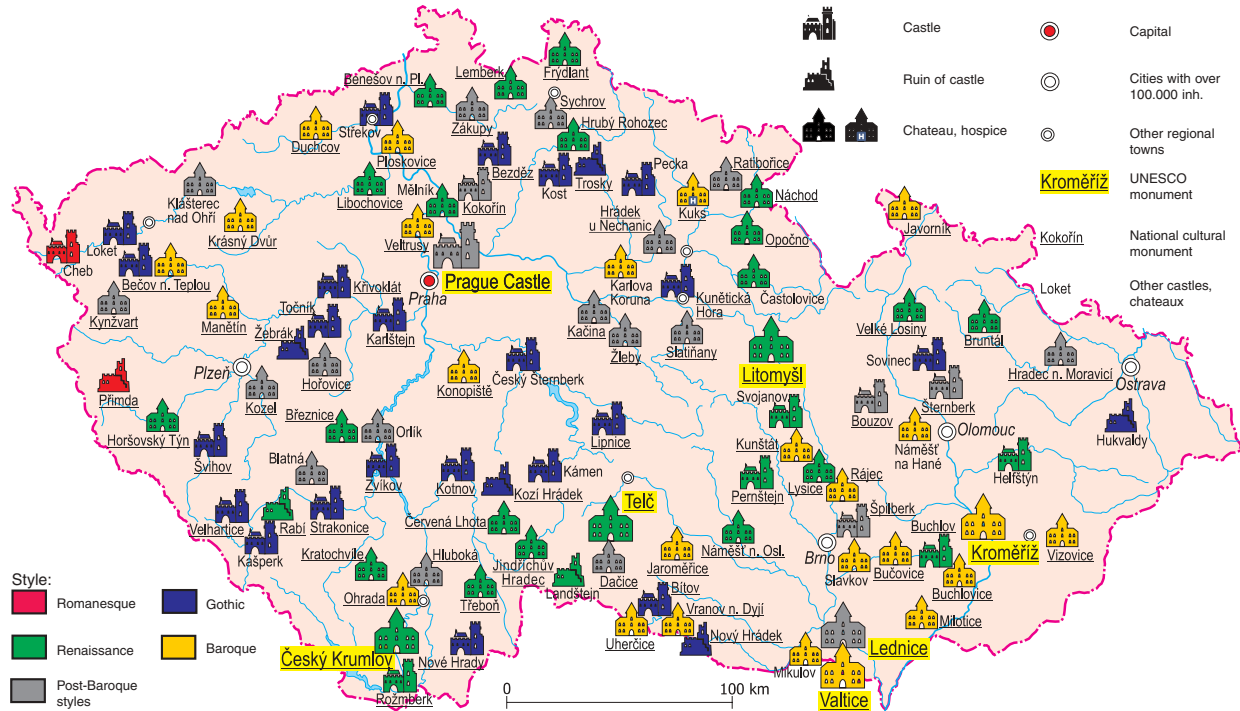 Castle
Capital
Ruin of castle
Cities with over
100.000 inh.
Chateau, hospice
H
Other regional
towns
Kroměříž
UNESCO
monument
Kokořín
National cultural
monument
Loket
Other castles,
chateaux
Frýdlant
Lemberk
Benešov n. Pl.
Sychrov
Zákupy
Střekov
Duchcov
Ploskovice
Hrubý Rohozec
Bezděz
Kost
Trosky
Pecka
Ratibořice
Náchod
Kuks
H
Klášterec
nad Ohří
Libochovice
Mělník
Kokořín
Hrádek
u Nechanic
Opočno
Javorník
Krásný Dvůr
Veltrusy
Loket
Cheb
Bečov n. Teplou
Prague Castle
Praha
Karlova
Koruna
Kunětická
Hora
Častolovice
Křivoklát
Točník
Kynžvart
Manětín
Žebrák
Karlštejn
Kačina
Žleby
Slatiňany
Velké Losiny
Bruntál
Litomyšl
Sovinec
Hradec n. Moravicí
Ostrava
Plzeň
Hořovice
Český Šternberk
Konopiště
Přimda
Kozel
Svojanov
Bouzov
Šternberk
Březnice
Orlík
Lipnice
Horšovský Týn
Švihov
Kunštát
Olomouc
Náměšť
na Hané
Hukvaldy
Blatná
Zvíkov
Kotnov
Kámen
Kozí Hrádek
Helfštýn
Pernštejn
Lysice
Rájec
Telč
Velhartice
Rabí
Strakonice
Červená Lhota
Špilberk
Buchlov
Kašperk
Kratochvíle
Hluboká
Jindřichův
Hradec
Náměšť n. Osl.
Brno
Kroměříž
Vizovice
Dačice
Jaroměřice
Slavkov
Bučovice
Buchlovice
Landštejn
Style:
Romanesque
Gothic
Renaissance
Baroque
Post-Baroque
styles
Ohrada
Třeboň
Bítov
Vranov n. Dyjí
Uherčice
Nový Hrádek
Milotice
Český Krumlov
Nové Hrady
Lednice
Mikulov
Valtice
Rožmberk
0
100 km